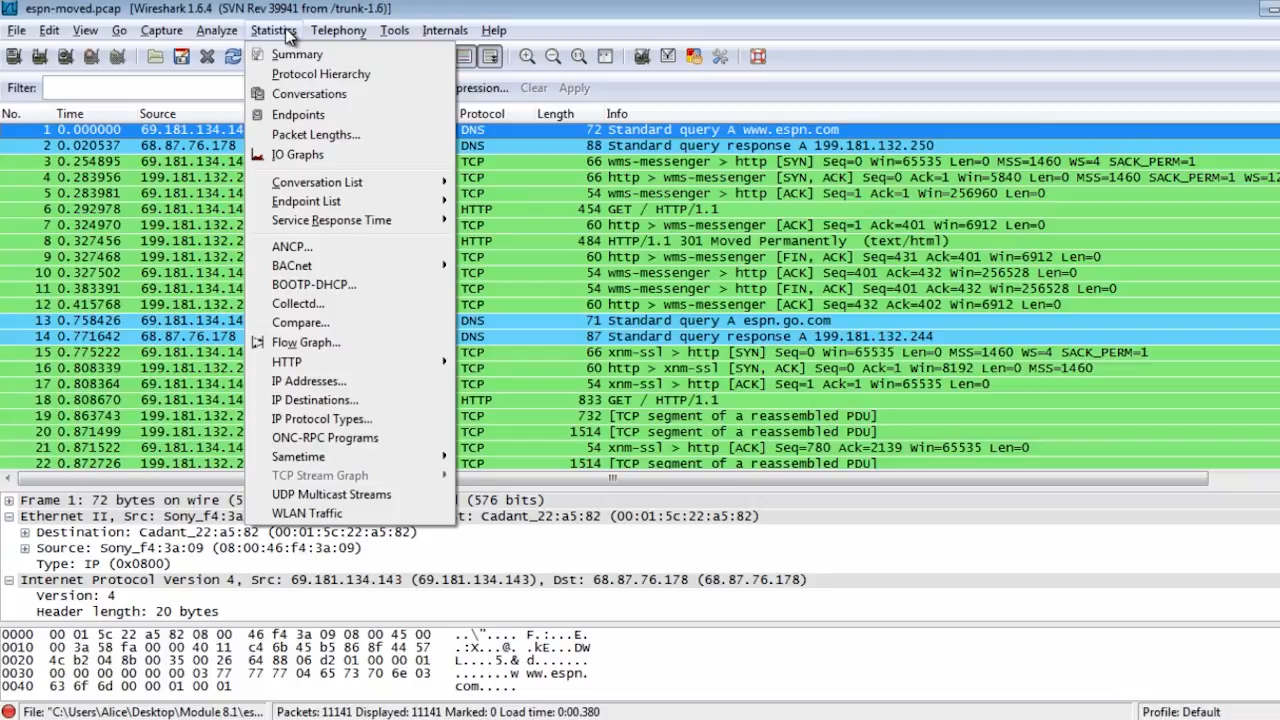 espn-moved.pcap [Wireshark 1.6.4 (SVN Rev 39941 from /trunk-1.6)]
File Edit View Go Capture Analyze Statistics Telephony Tools Internals Help
Filter: pression... Clear Apply
No. Time Source Protocol Length Info
1 0.000000 69.181.134.14 DNS 72 Standard query A www.espn.com
2 0.020537 68.87.76.178 DNS 88 Standard query response A 199.181.132.250
3 0.254895 69.181.134.14 TCP 66 wms-messenger > http [SYN] Seq=0 Win=65535 Len=0 MSS=1460 WS=4 SACK_PERM=1
4 0.283956 199.181.132.2 TCP 66 http > wms-messenger [SYN, ACK] Seq=0 Ack=1 Win=5840 Len=0 MSS=1460 SACK_PERM=1 WS=12
5 0.283981 69.181.134.14 TCP 54 wms-messenger > http [ACK] Seq=1 Ack=1 Win=256960 Len=0
6 0.292978 69.181.134.14 HTTP 454 GET / HTTP/1.1
7 0.324970 199.181.132.2 TCP 60 http > wms-messenger [ACK] Seq=1 Ack=401 Win=6912 Len=0
8 0.327456 199.181.132.2 HTTP 484 HTTP/1.1 301 Moved Permanently (text/html)
9 0.327468 199.181.132.2 TCP 60 http > wms-messenger [FIN, ACK] Seq=431 Ack=401 Win=6912 Len=0
10 0.327502 69.181.134.14 TCP 54 wms-messenger > http [ACK] Seq=401 Ack=432 Win=256528 Len=0
11 0.383391 69.181.134.14 TCP 54 wms-messenger > http [FIN, ACK] Seq=401 Ack=432 Win=256528 Len=0
12 0.415768 199.181.132.2 TCP 60 http > wms-messenger [ACK] Seq=432 Ack=402 Win=6912 Len=0
13 0.758426 69.181.134.14 DNS 71 Standard query A espn.go.com
14 0.771642 68.87.76.178 DNS 87 Standard query response A 199.181.132.244
15 0.775222 69.181.134.14 TCP 66 xnm-ssl > http [SYN] Seq=0 Win=65535 Len=0 MSS=1460 WS=4 SACK_PERM=1
16 0.808339 199.181.132.2 TCP 60 http > xnm-ssl [SYN, ACK] Seq=0 Ack=1 Win=8192 Len=0 MSS=1460
17 0.808364 69.181.134.14 TCP 54 xnm-ssl > http [ACK] Seq=1 Ack=1 Win=65535 Len=0
18 0.808670 69.181.134.14 HTTP 833 GET / HTTP/1.1
19 0.863743 199.181.132.2 TCP 732 [TCP segment of a reassembled PDU]
20 0.871499 199.181.132.2 TCP 1514 [TCP segment of a reassembled PDU]
21 0.871522 69.181.134.14 TCP 54 xnm-ssl > http [ACK] Seq=780 Ack=2139 Win=65535 Len=0
22 0.872726 199.181.132.2 TCP 1514 [TCP segment of a reassembled PDU]
Summary
Protocol Hierarchy
Conversations
Endpoints
Packet Lengths...
IO Graphs
Conversation List
Endpoint List
Service Response Time
ANCP...
BACnet
BOOTP-DHCP...
Collectd...
Compare...
Flow Graph...
HTTP
IP Addresses...
IP Destinations...
IP Protocol Types...
ONC-RPC Programs
Sametime
TCP Stream Graph
UDP Multicast Streams
WLAN Traffic
Frame 1: 72 bytes on wire (5 d (576 bits)
Ethernet II, Src: Sony_f4:3a t: Cadant_22:a5:82 (00:01:5c:22:a5:82)
Destination: Cadant_22:a5:82 (00:01:5c:22:a5:82)
Source: Sony_f4:3a:09 (08:00:46:f4:3a:09)
Type: IP (0x0800)
Internet Protocol Version 4, Src: 69.181.134.143 (69.181.134.143), Dst: 68.87.76.178 (68.87.76.178)
Version: 4
Header length: 20 bytes
0000 00 01 5c 22 a5 82 08 00 46 f4 3a 09 08 00 45 00 ..\".... F.:...E.
0010 00 3a 58 fa 00 00 40 11 c4 6b 45 b5 86 8f 44 57 .:X...@. .kE...DW
0020 4c b2 04 8b 00 35 00 26 64 88 06 d2 01 00 00 01 L....5.& d.......
0030 00 00 00 00 00 00 03 77 77 77 04 65 73 70 6e 03 .......w ww.espn.
0040 63 6f 6d 00 00 01 00 01 com.....
File: "C:\Users\Alice\Desktop\Module 8.1\es... Packets: 11141 Displayed: 11141 Marked: 0 Load time: 0:00.380 Profile: Default